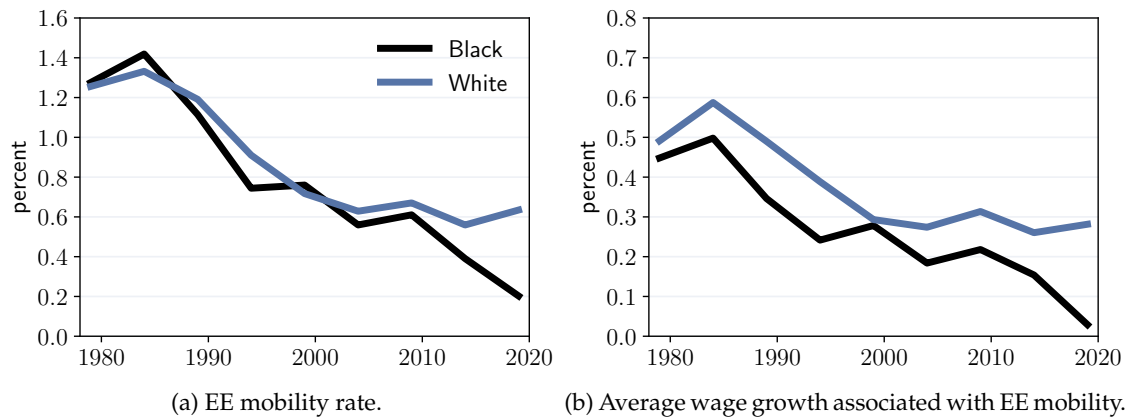 1.6
1.4
1.2
1.0
0.8
0.6
0.4
0.2
0.0
percent
Black
White
1980 1990 2000 2010 2020
(a) EE mobility rate.
0.8
0.7
0.6
0.5
0.4
0.3
0.2
0.1
0.0
percent
1980 1990 2000 2010 2020
(b) Average wage growth associated with EE mobility.